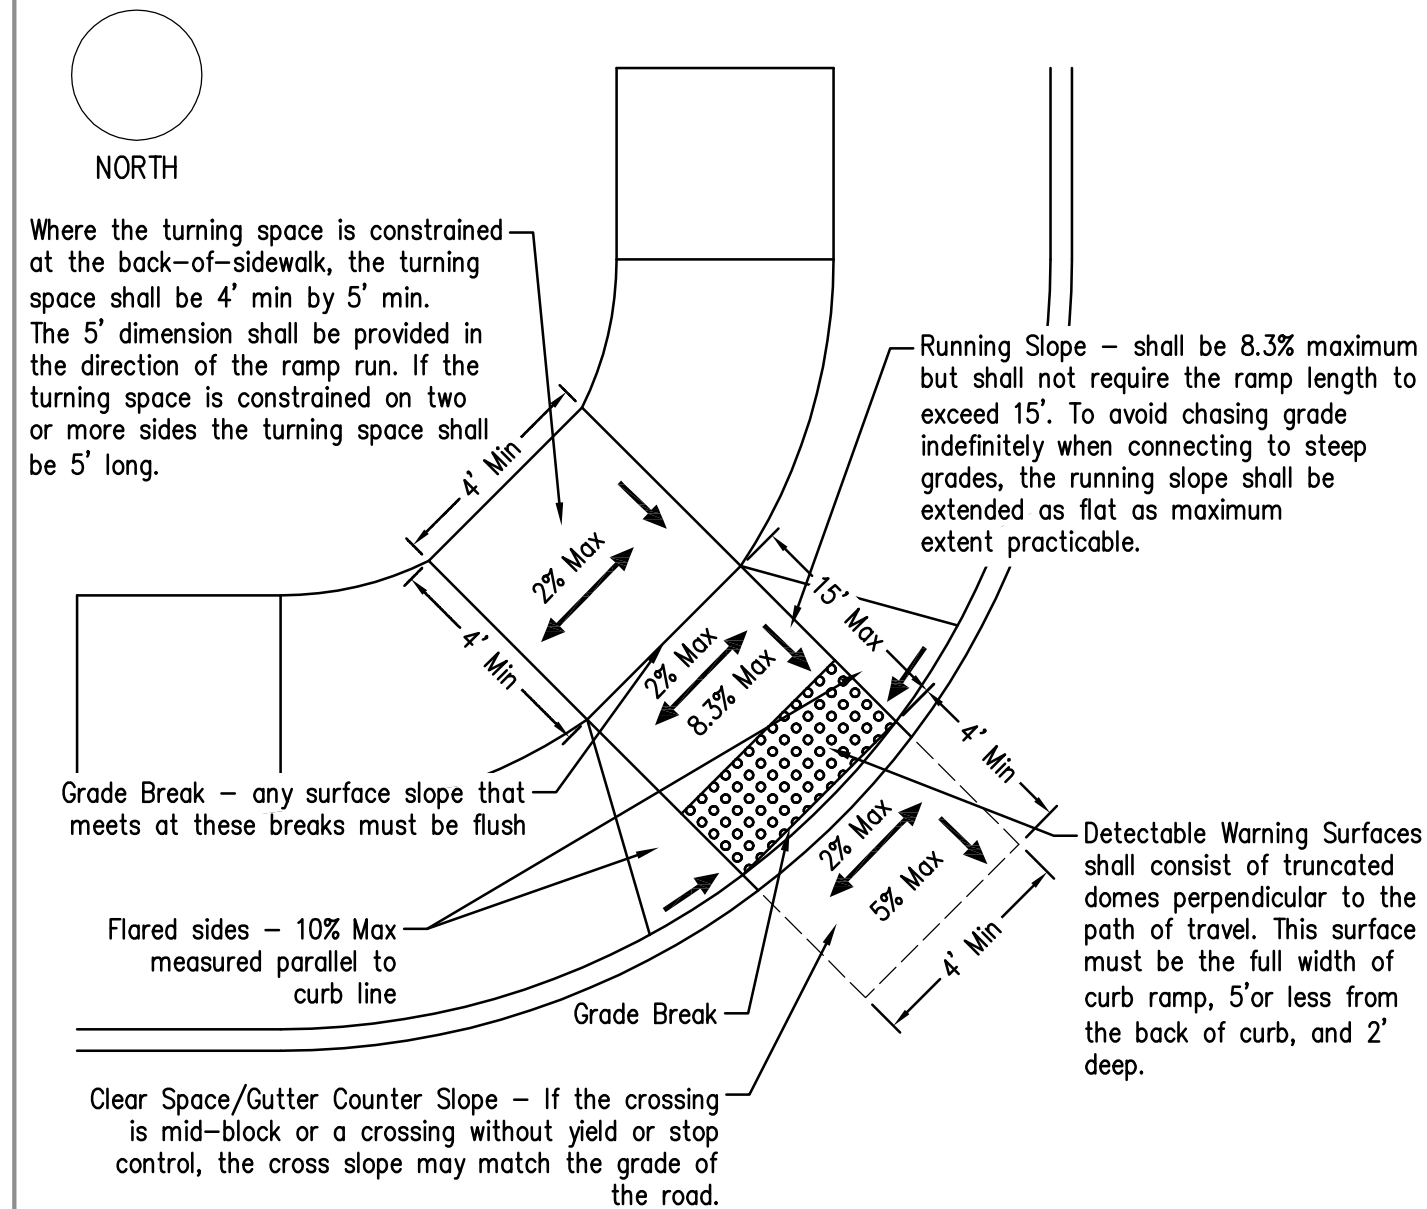 NORTH
Where the turning space is constrained
at the back-of-sidewalk, the turning
space shall be 4' min by 5' min.
The 5' dimension shall be provided in
the direction of the ramp run. If the
turning space is constrained on two
or more sides the turning space shall
be 5' long.
Running Slope - shall be 8.3% maximum
but shall not require the ramp length to
exceed 15'. To avoid chasing grade
indefinitely when connecting to steep
grades, the running slope shall be
extended as flat as maximum
extent practicable.
4' Min
2% Max
4' Min
15' Max
2% Max
8.3% Max
4' Min
2% Max
5% Max
4' Min
Grade Break - any surface slope that
meets at these breaks must be flush
Detectable Warning Surfaces
shall consist of truncated
domes perpendicular to the
path of travel. This surface
must be the full width of
curb ramp, 5'or less from
the back of curb, and 2'
deep.
Flared sides - 10% Max
measured parallel to
curb line
Grade Break
Clear Space/Gutter Counter Slope - If the crossing
is mid-block or a crossing without yield or stop
control, the cross slope may match the grade of
the road.